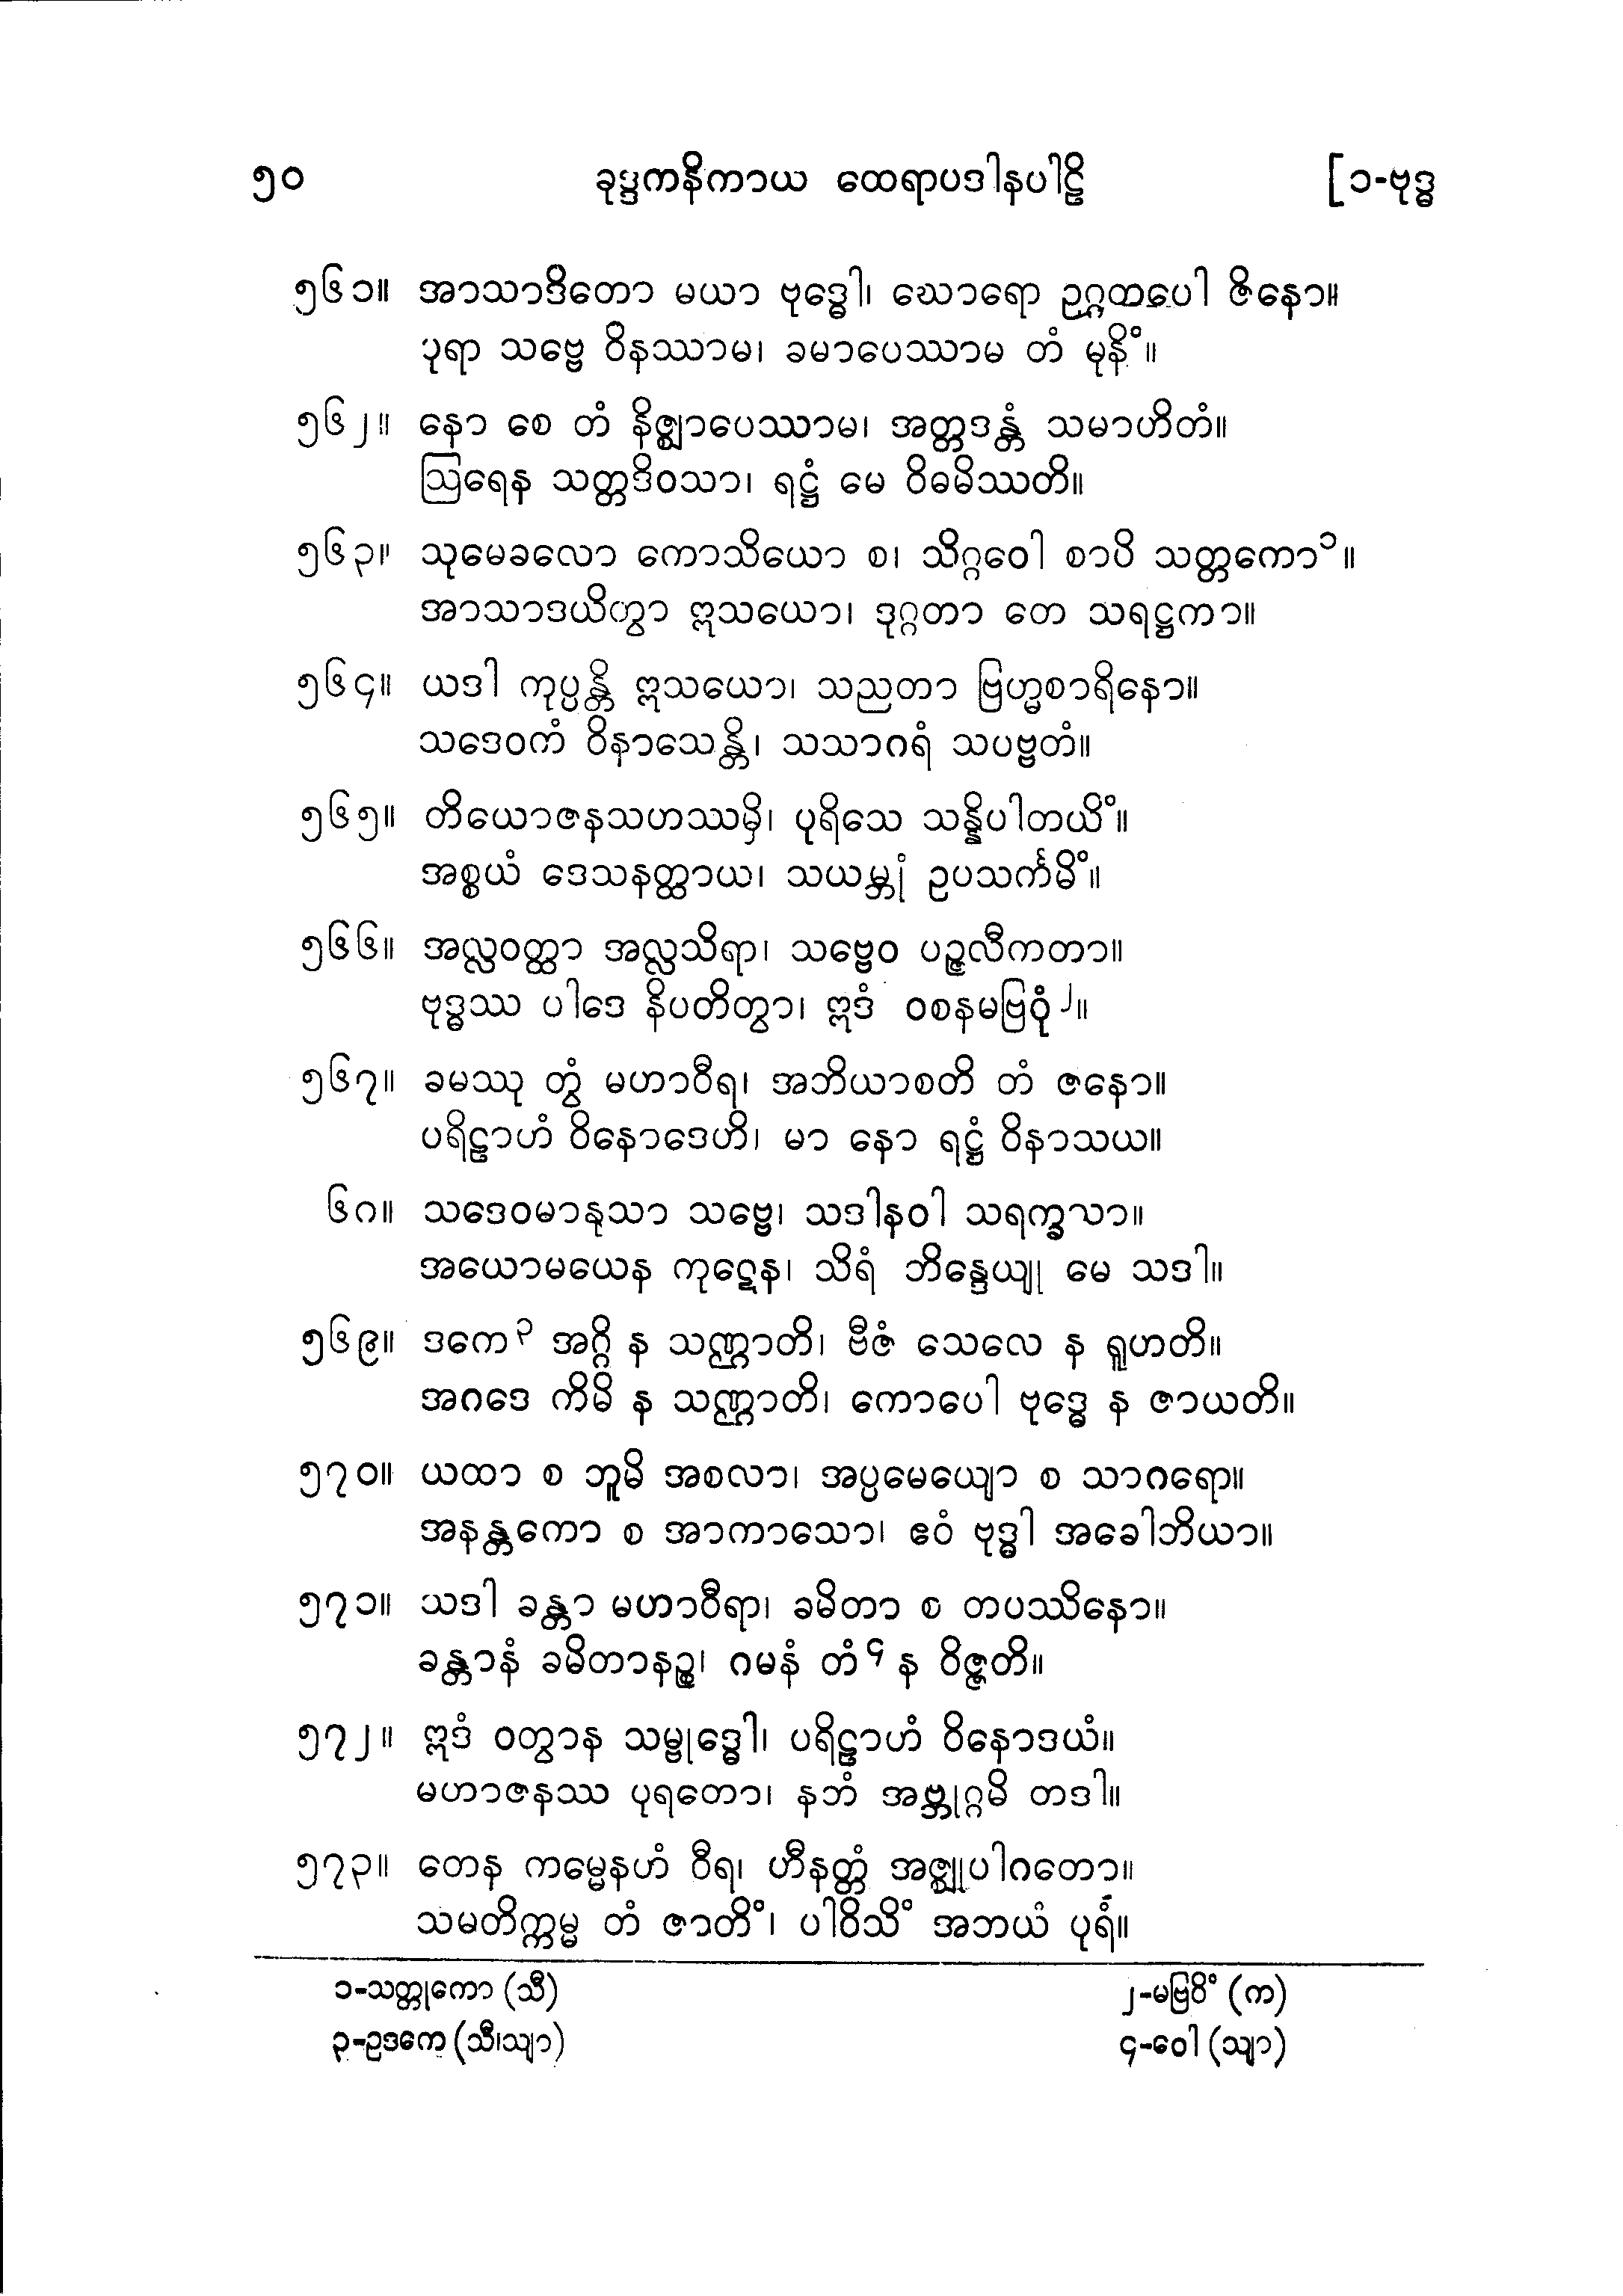 ၅၀ ခုဒ္ဒကနိကာယ ထေရာပဒါနပါဠိ [၁-ဗုဒ္ဓ
၅၆၁။ အာသာဒိတော မယာ ဗုဒ္ဓေါ၊ ဃောရော ဥဂ္ဂတပေါ ဇိနော။
ပုရာ သဗ္ဗေ ဝိနဿာမ၊ ခမာပေဿာမ တံ မုနိံ။
၅၆၂။ နော စေ တံ နိဇ္ဈာပေဿာမ၊ အတ္တဒန္တံ သမာဟိတံ။
ဩရေန သတ္တဒိဝသာ၊ ရဋ္ဌံ မေ ဝိဓမိဿတိ။
၅၆၃။ သုမေခလော ကောသိယော စ၊ သိဂ္ဂဝေါ စာပိ သတ္တကော၁။
အာသာဒယိတွာ ဣသယော၊ ဒုဂ္ဂတာ တေ သရဋ္ဌကာ။
၅၆၄။ ယဒါ ကုပ္ပန္တိ ဣသယော၊ သညတာ ဗြဟ္မစာရိနော။
သဒေဝကံ ဝိနာသေန္တိ၊ သသာဂရံ သပဗ္ဗတံ။
၅၆၅။ တိယောဇနသဟဿမှိ၊ ပုရိသေ သန္နိပါတယိံ။
အစ္စယံ ဒေသနတ္ထာယ၊ သယမ္ဘုံ ဥပသင်္ကမိံ။
၅၆၆။ အလ္လဝတ္ထာ အလ္လသိရာ၊ သဗ္ဗေဝ ပဉ္ဇလီကတာ။
ဗုဒ္ဓဿ ပါဒေ နိပတိတွာ၊ ဣဒံ ဝစနမဗြဝုံ၂။
၅၆၇။ ခမဿု တွံ မဟာဝီရ၊ အဘိယာစတိ တံ ဇနော။
ပရိဠာဟံ ဝိနောဒေဟိ၊ မာ နော ရဋ္ဌံ ဝိနာသယ။
၆ဂ။ သဒေဝမာနုသာ သဗ္ဗေ၊ သဒါနဝါ သရက္ခသာ။
အယောမယေန ကုဋေန၊ သိရံ ဘိန္ဒေယျု မေ သဒါ။
၅၆၉။ ဒကေ၃ အဂ္ဂိ န သဏ္ဌာတိ၊ ဗီဇံ သေလေ န ရူဟတိ။
အဂဒေ ကိမိ န သဏ္ဌာတိ၊ ကောပေါ ဗုဒ္ဓေ န ဇာယတိ။
၅၇၀။ ယထာ စ ဘူမိ အစလာ၊ အပ္ပမေယျော စ သာဂရော။
အနန္တကော စ အာကာသော၊ ဧဝံ ဗုဒ္ဓါ အခေါဘိယာ။
၅၇၁။ ယဒါ ခန္တာ မဟာဝီရာ၊ ခမိတာ စ တပဿိနော။
ခန္တာနံ ခမိတာနဉ္စ၊ ဂမနံ တံ၄ န ဝိဇ္ဇတိ။
၅၇၂။ ဣဒံ ဝတွာန သမ္ဗုဒ္ဓေါ၊ ပရိဠာဟံ ဝိနောဒယံ။
မဟာဇနဿ ပုရတော၊ နဘံ အဗ္ဘုဂ္ဂမိ တဒါ။
၅၇၃။ တေန ကမ္မေနဟံ ဝီရ၊ ဟီနတ္တံ အဇ္ဈုပါဂတော။
သမတိက္ကမ္မ တံ ဇာတိံ၊ ပါဝိသိံ အဘယံ ပုရံ။
၁-သတ္တုကော (သီ) ၂-မဗြဝိံ (က)
၃-ဥဒကေ (သီ၊သျာ) ၄-ဝေါ (သျာ)